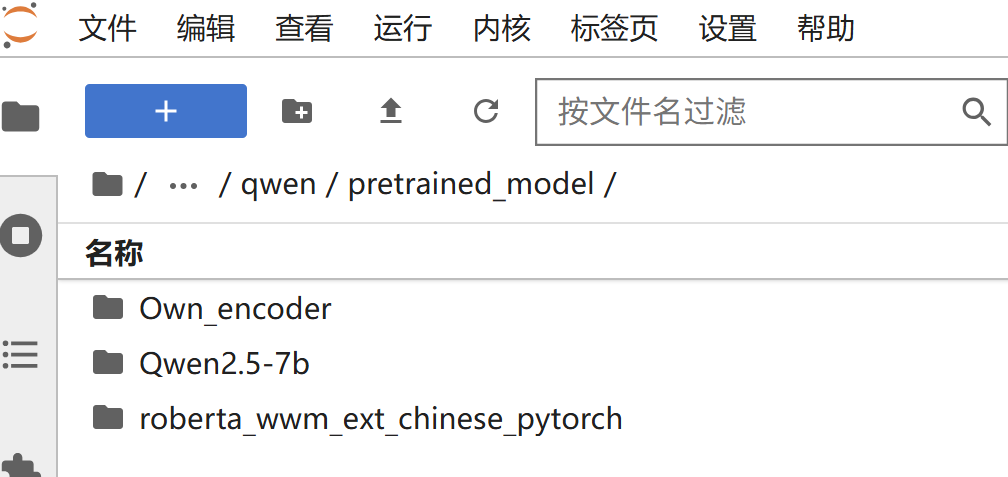 文件 编辑 查看 运行 内核 标签页 设置 帮助
按文件名过滤
/ ··· / qwen / pretrained_model /
名称
Own_encoder
Qwen2.5-7b
roberta_wwm_ext_chinese_pytorch